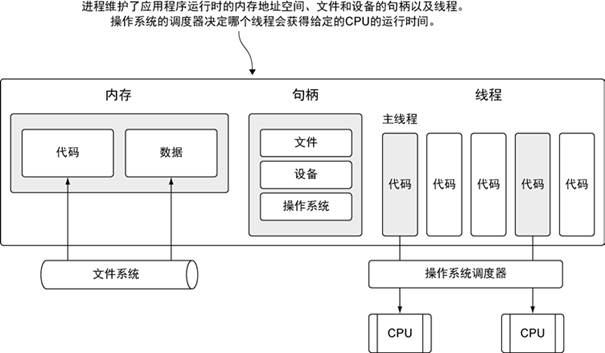 进程维护了应用程序运行时的内存地址空间、文件和设备的句柄以及线程。
操作系统的调度器决定哪个线程会获得给定的CPU的运行时间。
内存
句柄
线程
主线程
代码
数据
文件
设备
操作系统
代码
代码
代码
代码
代码
文件系统
操作系统调度器
CPU
CPU